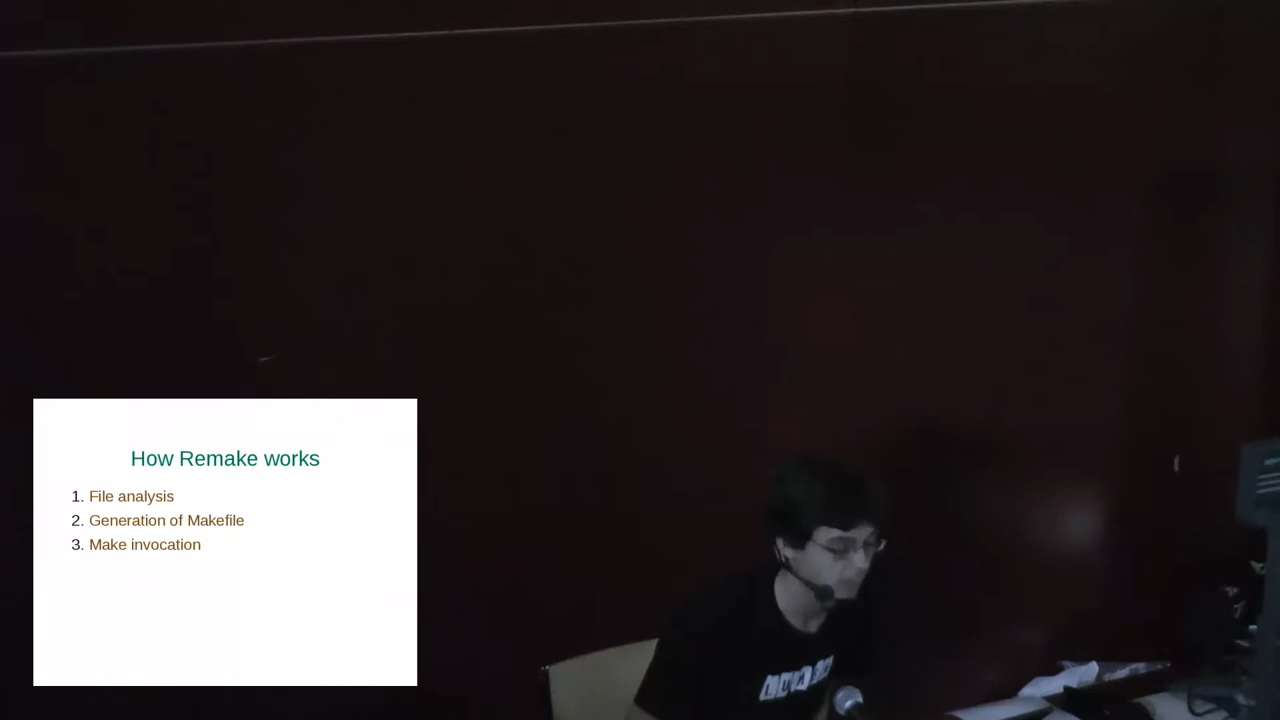 How Remake works
1. File analysis
2. Generation of Makefile
3. Make invocation